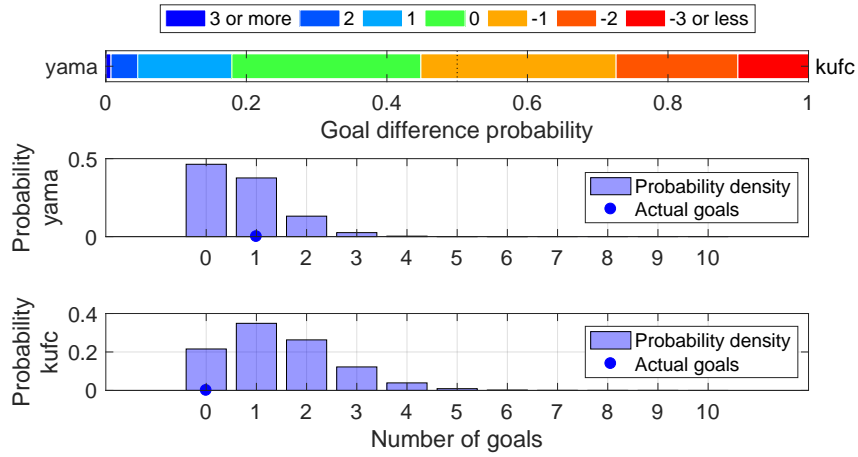 3 or more 2 1 0 -1 -2 -3 or less
yama kufc
0 0.2 0.4 0.6 0.8 1
Goal difference probability
Probability
yama
0.5
0
Probability density
Actual goals
0 1 2 3 4 5 6 7 8 9 10
Probability
kufc
0.4
0.2
0
Probability density
Actual goals
0 1 2 3 4 5 6 7 8 9 10
Number of goals